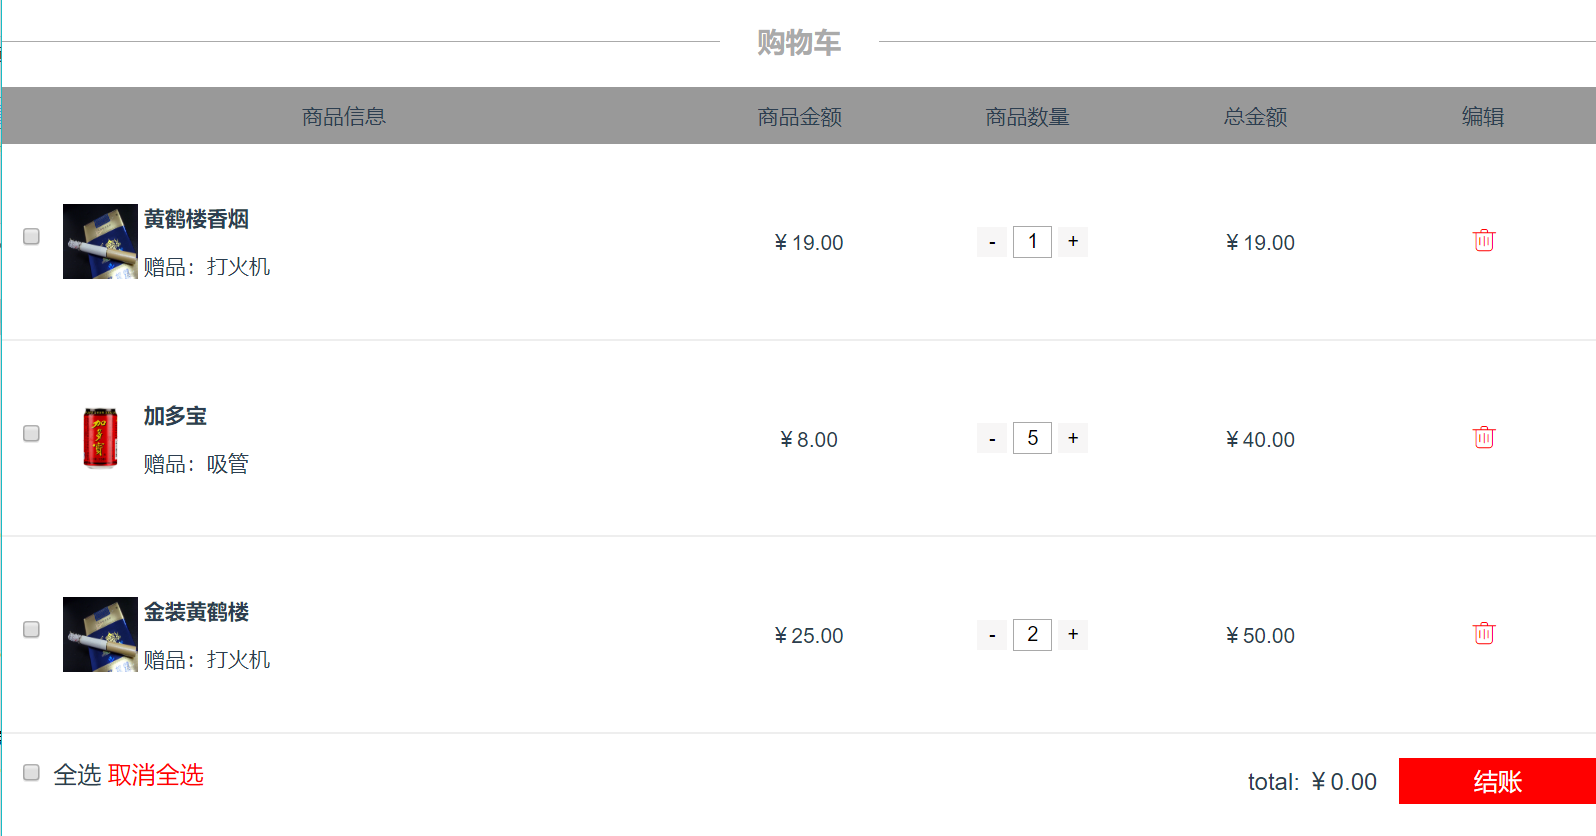 购物车
商品信息 商品金额 商品数量 总金额 编辑
黄鹤楼香烟
赠品：打火机
¥ 19.00 - 1 + ¥ 19.00
加多宝
加多宝
赠品：吸管
¥ 8.00 - 5 + ¥ 40.00
金装黄鹤楼
赠品：打火机
¥ 25.00 - 2 + ¥ 50.00
全选 取消全选 total: ¥ 0.00 结账